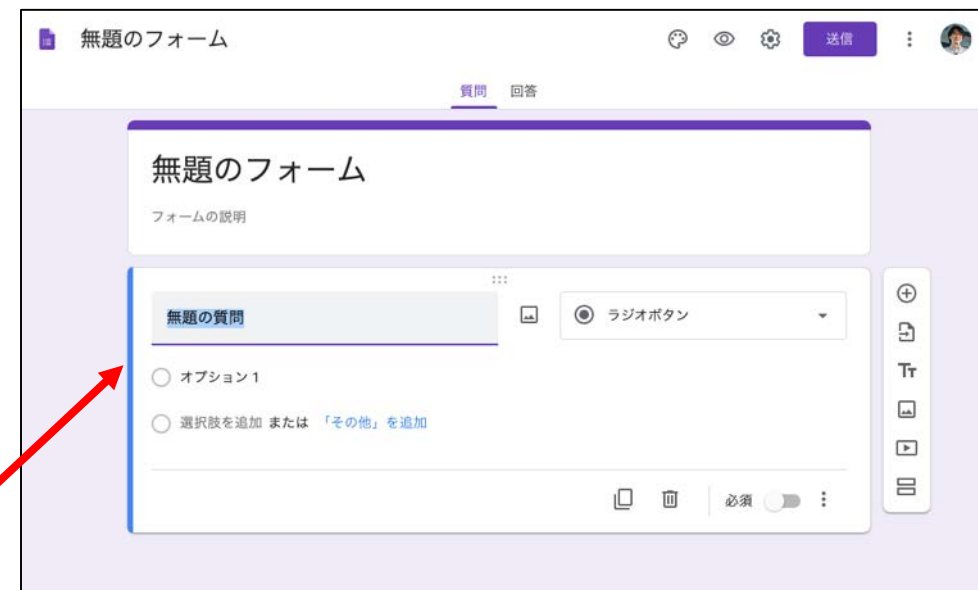 無題のフォーム
送信
質問 回答
無題のフォーム
フォームの説明
無題の質問
ラジオボタン
オプション 1
選択肢を追加 または 「その他」を追加
Tт
必須